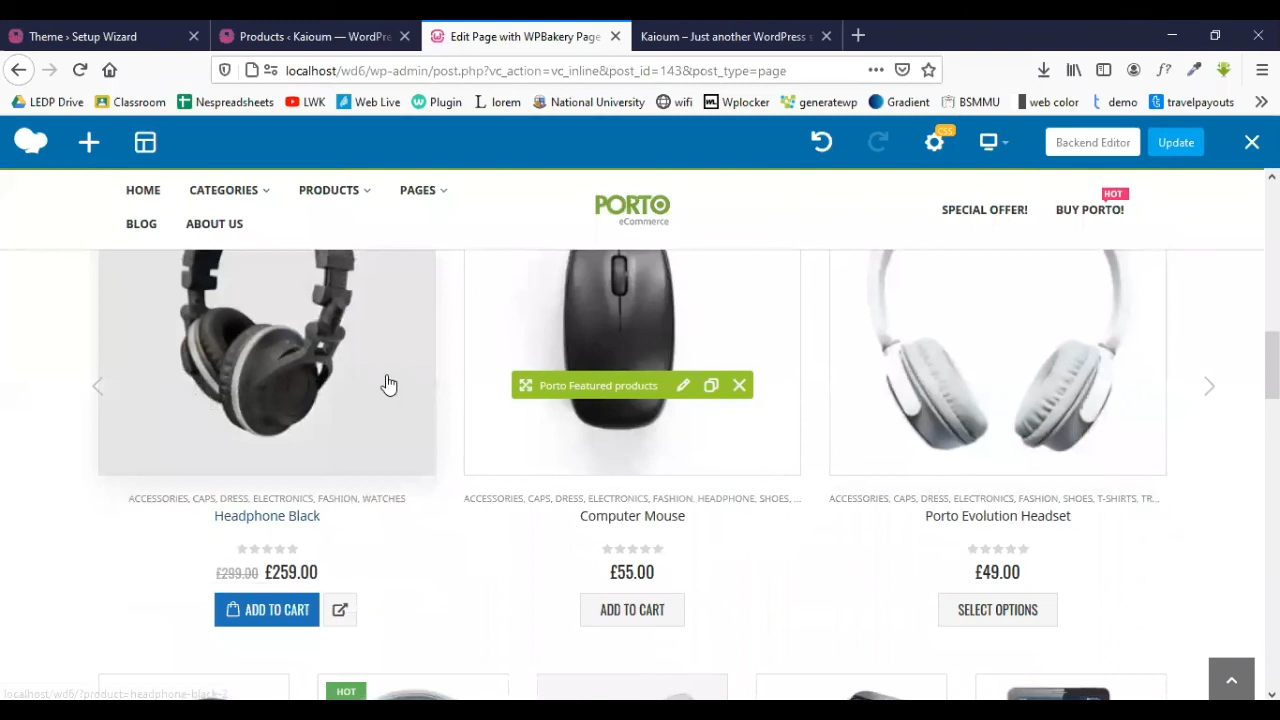 Theme › Setup Wizard
Products ‹ Kaioum — WordPre
Edit Page with WPBakery Page
Kaioum – Just another WordPress s
localhost/wd6/wp-admin/post.php?vc_action=vc_inline&post_id=143&post_type=page
LEDP Drive
Classroom
Nespreadsheets
LWK
Web Live
Plugin
lorem
National University
wifi
Wplocker
generatewp
Gradient
BSMMU
web color
demo
travelpayouts
CSS
Backend Editor
Update
HOME
CATEGORIES
PRODUCTS
PAGES
BLOG
ABOUT US
PORTO
eCommerce
HOT
SPECIAL OFFER!
BUY PORTO!
Porto Featured products
ACCESSORIES, CAPS, DRESS, ELECTRONICS, FASHION, WATCHES
Headphone Black
£299.00 £259.00
ADD TO CART
ACCESSORIES, CAPS, DRESS, ELECTRONICS, FASHION, HEADPHONE, SHOES, ...
Computer Mouse
£55.00
ADD TO CART
ACCESSORIES, CAPS, DRESS, ELECTRONICS, FASHION, SHOES, T-SHIRTS, TR...
Porto Evolution Headset
£49.00
SELECT OPTIONS
HOT
localhost/wd6/?product=headphone-black-2